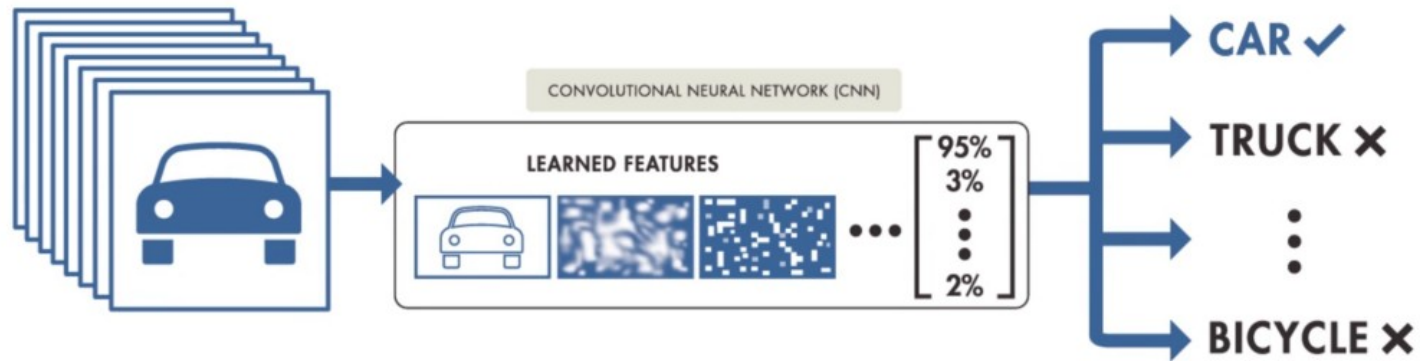 CONVOLUTIONAL NEURAL NETWORK (CNN)
LEARNED FEATURES
95%
3%
2%
CAR ✓
TRUCK ×
BICYCLE ×